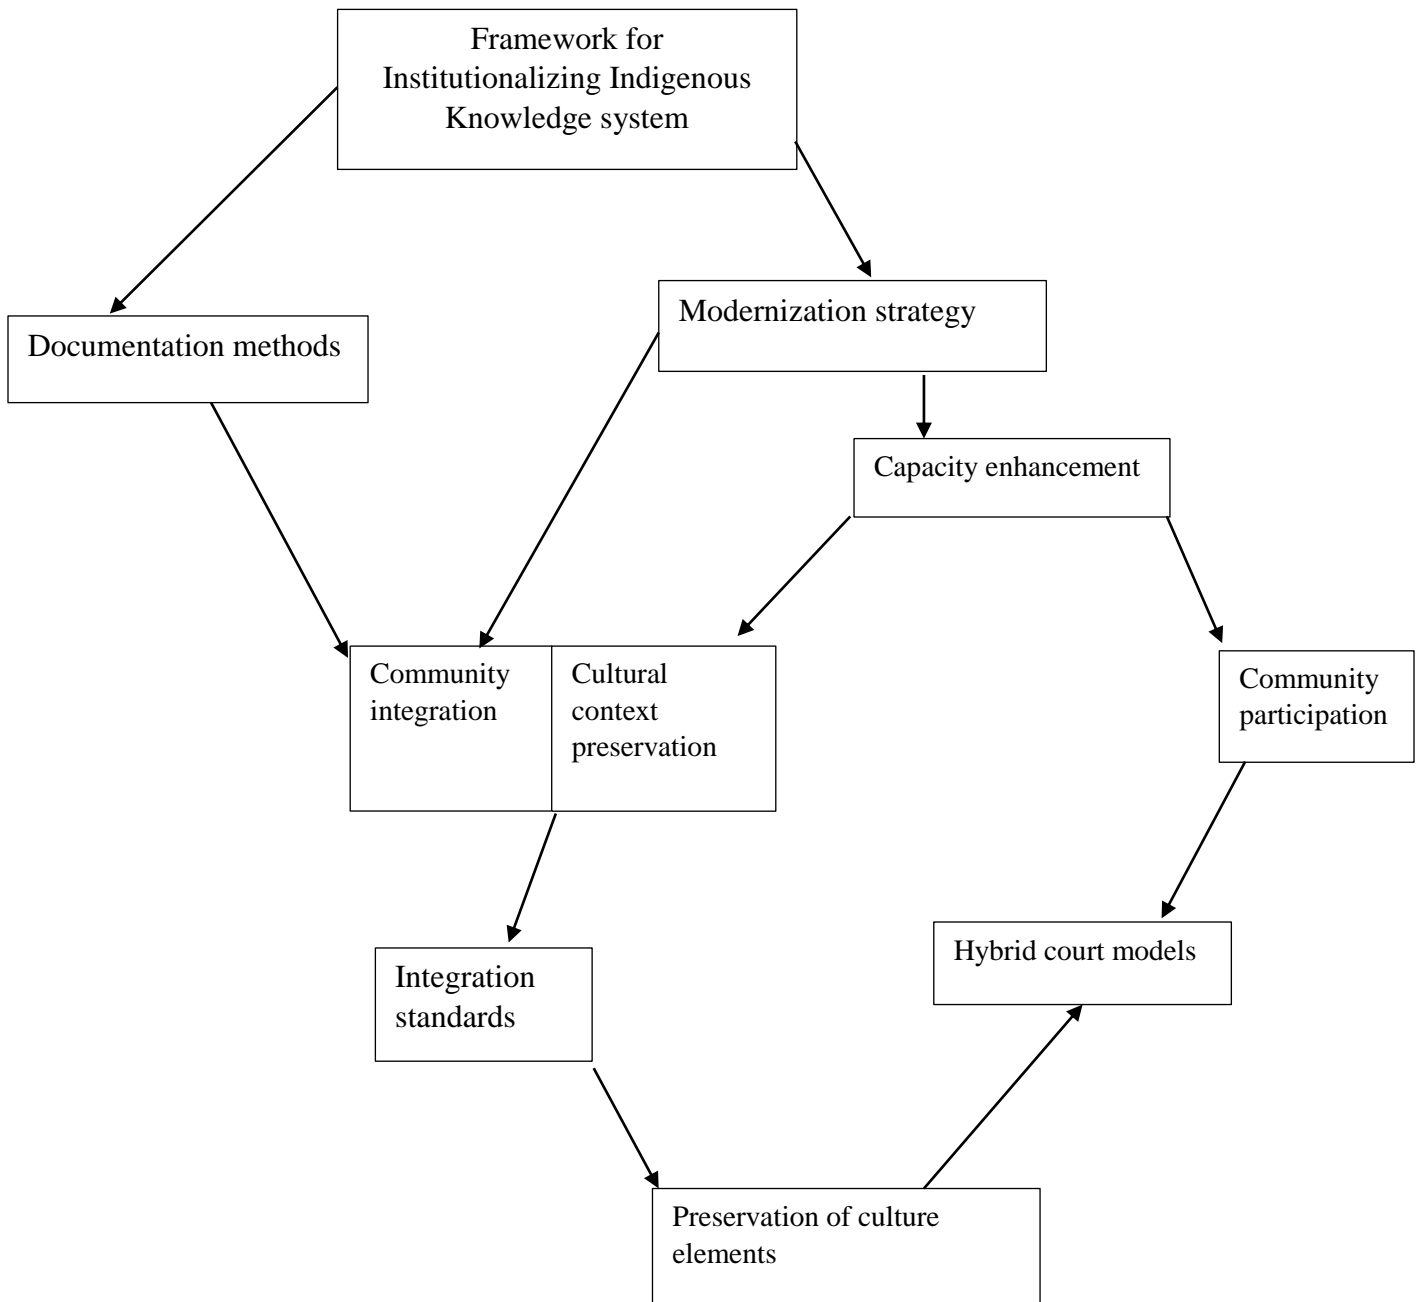 Framework for
Institutionalizing Indigenous
Knowledge system
Modernization strategy
Documentation methods
Capacity enhancement
Community
integration
Cultural
context
preservation
Community
participation
Hybrid court models
Integration
standards
Preservation of culture
elements